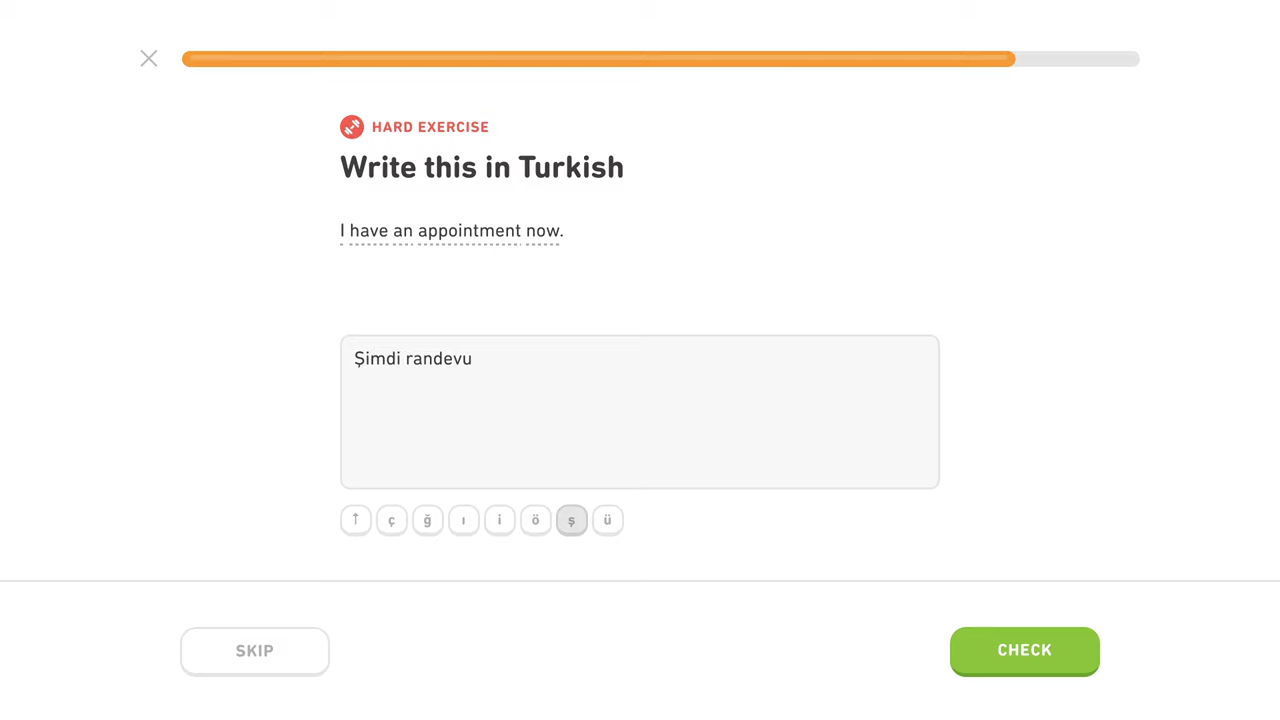 HARD EXERCISE
Write this in Turkish
I have an appointment now.
Şimdi randevu
↑ ç ğ ı i ö ş ü
SKIP
CHECK